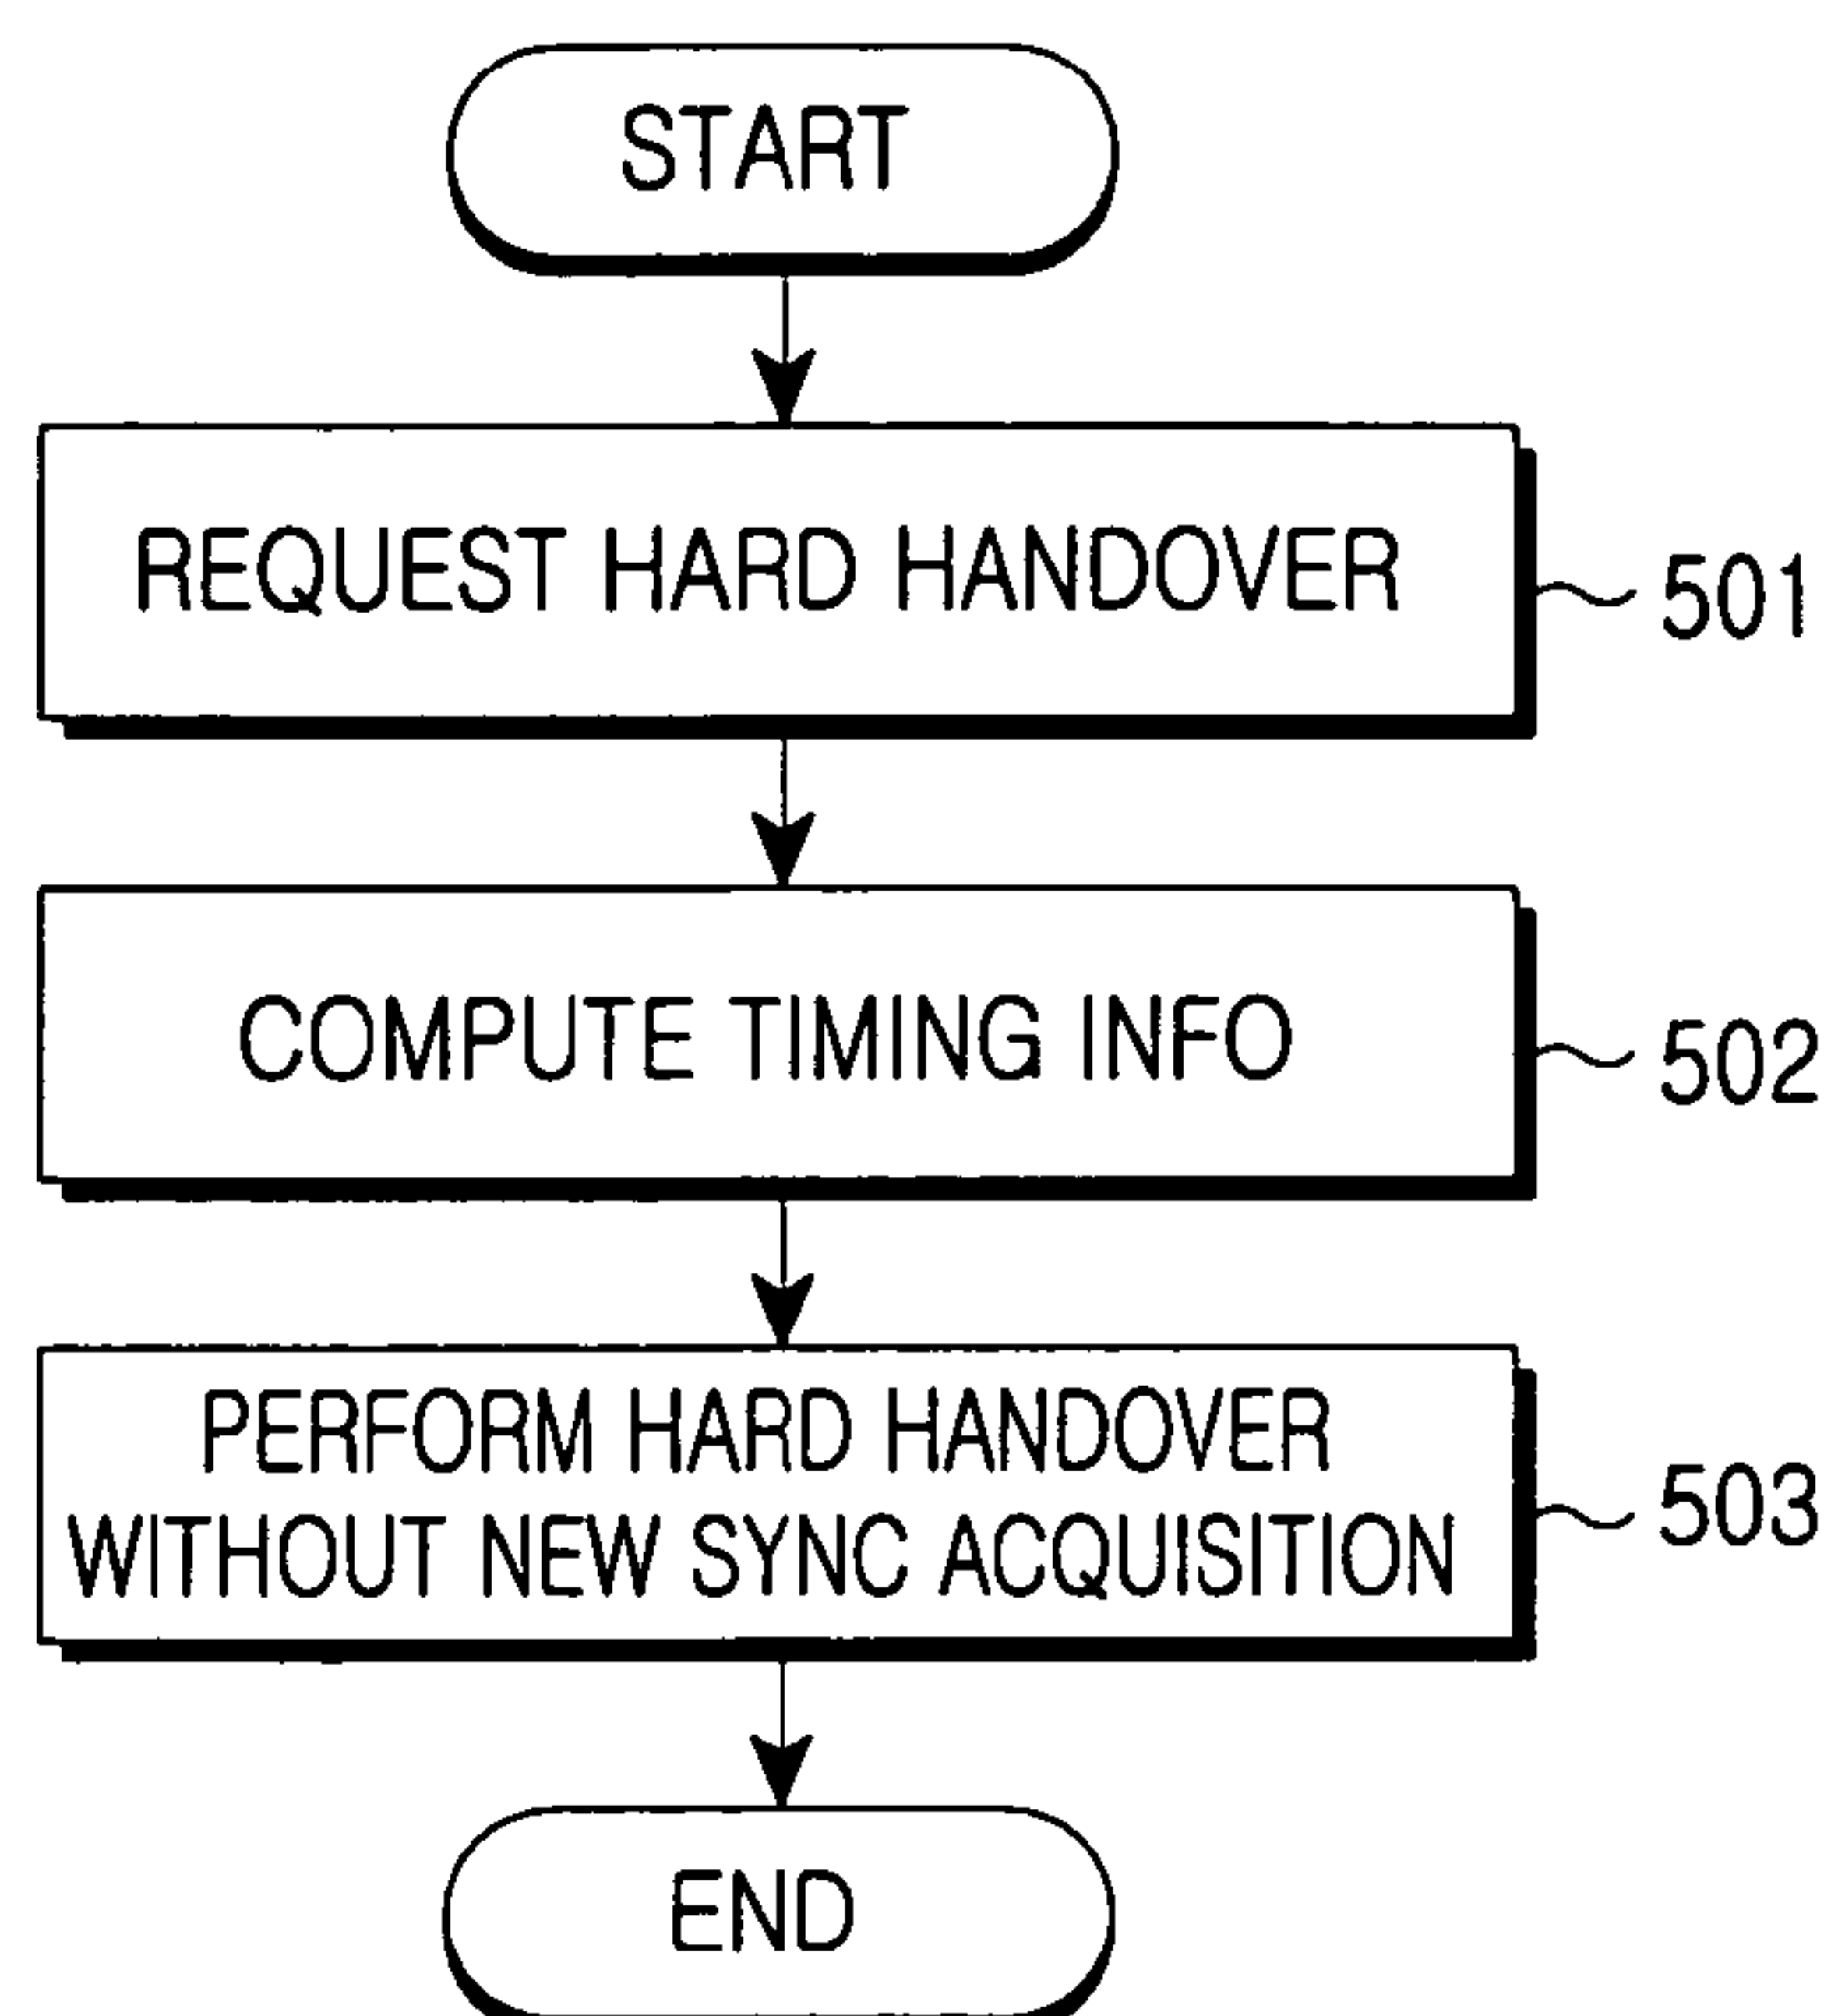 START
REQUEST HARD HANDOVER
501
COMPUTE TIMING INFO
502
PERFORM HARD HANDOVER
WITHOUT NEW SYNC ACQUISITION
503
END